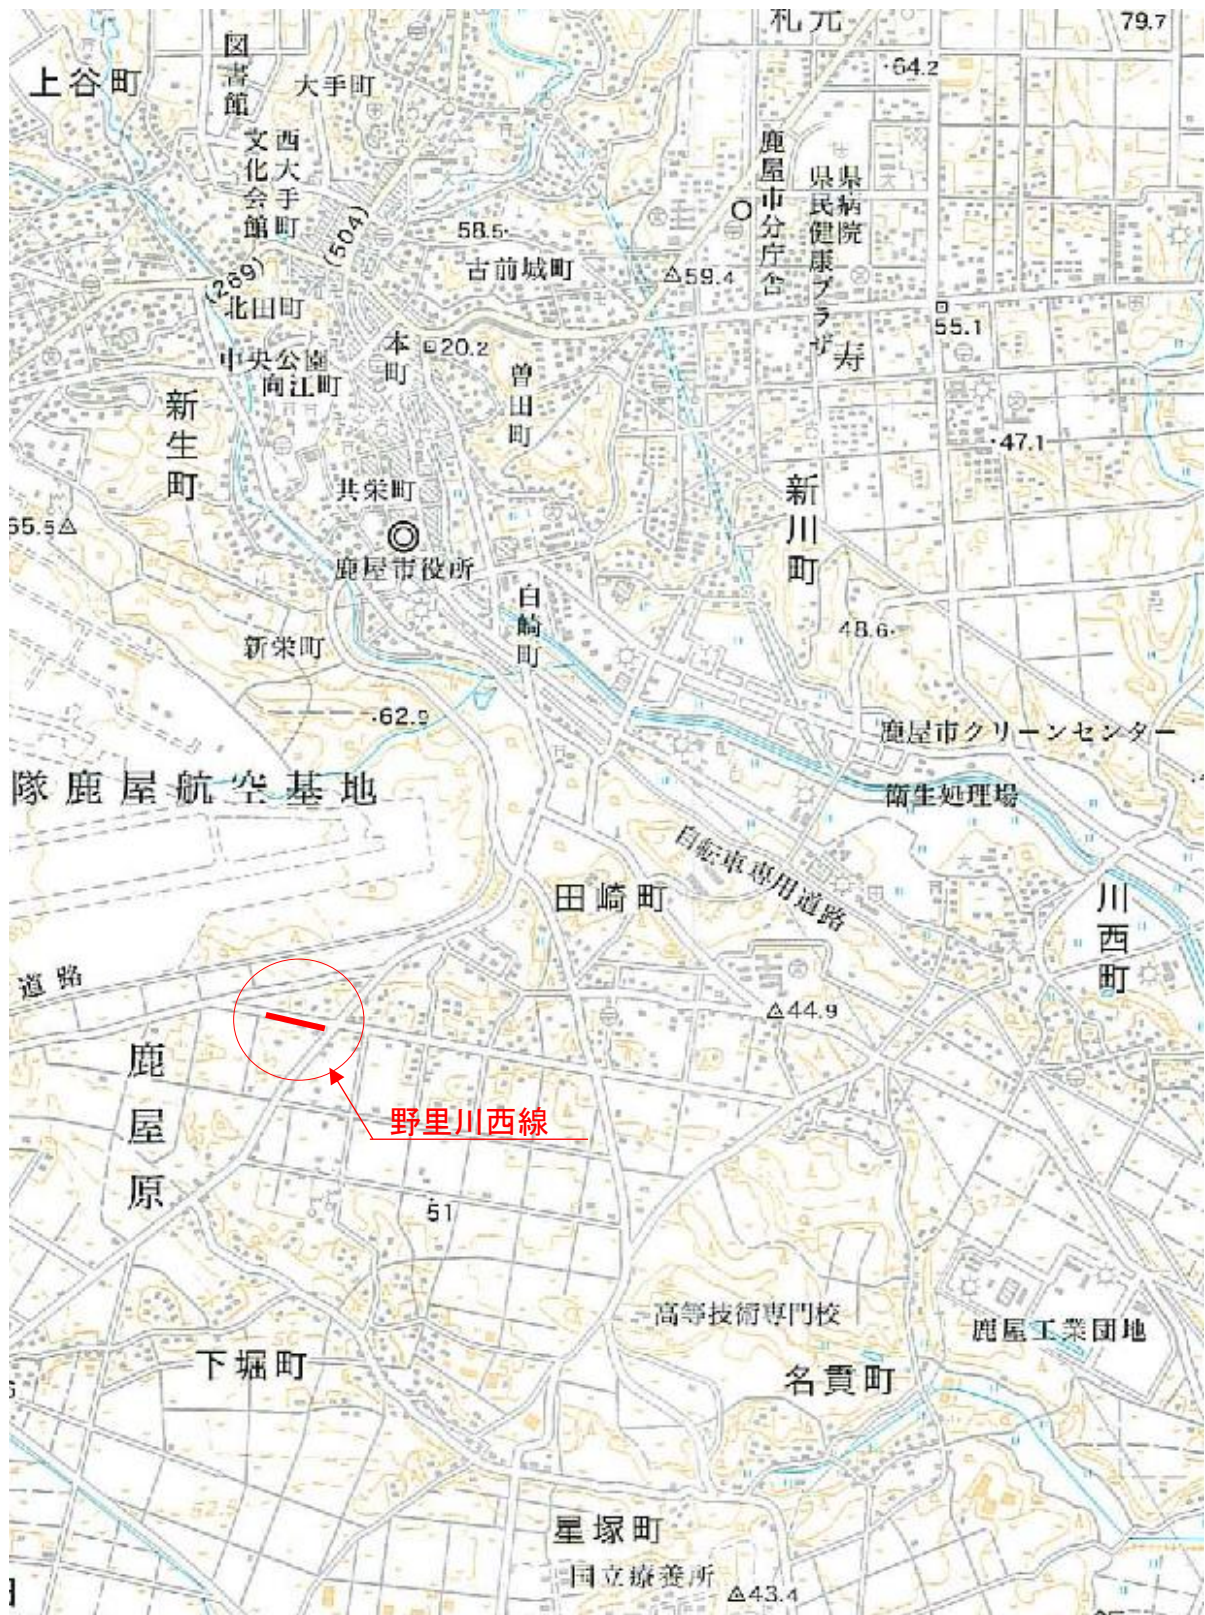 札元
79.7
図書館
上谷町
大手町
64.2
西大手町
文化会館
鹿屋市分庁舎
県病院
県民健康プラザ
(504)
58.5
古前城町
59.4
(269)
北田町
55.1
本町
20.2
中央公園
向江町
寿
曽田町
新生町
47.1
共栄町
新川町
65.5
鹿屋市役所
白崎町
48.6
新栄町
62.9
鹿屋市クリーンセンター
隊鹿屋航空基地
衛生処理場
自転車専用道路
田崎町
川西町
道路
44.9
鹿屋原
野里川西線
51
高等技術専門校
鹿屋工業団地
下堀町
名貫町
星塚町
国立療養所
43.4